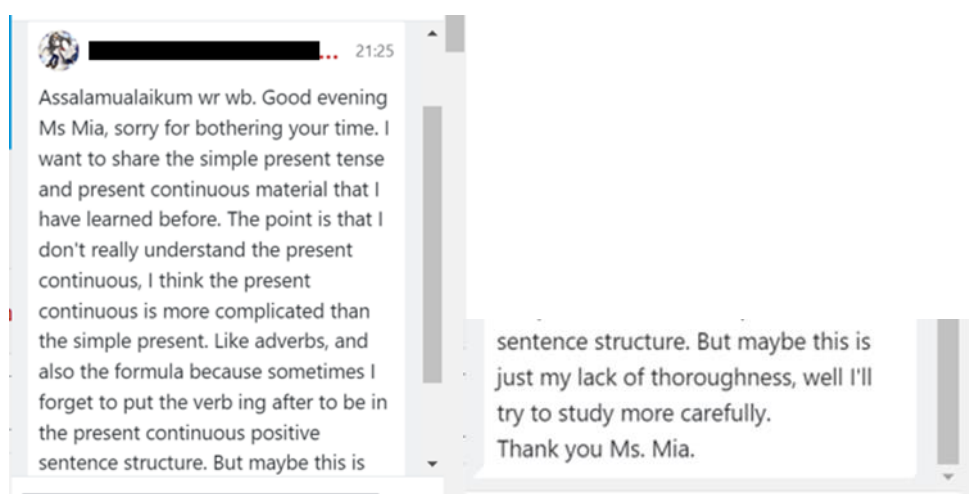 21:25
Assalamualaikum wr wb. Good evening
Ms Mia, sorry for bothering your time. I
want to share the simple present tense
and present continuous material that I
have learned before. The point is that I
don't really understand the present
continuous, I think the present
continuous is more complicated than
the simple present. Like adverbs, and
also the formula because sometimes I
forget to put the verb ing after to be in
the present continuous positive
sentence structure. But maybe this is
sentence structure. But maybe this is
just my lack of thoroughness, well I'll
try to study more carefully.
Thank you Ms. Mia.